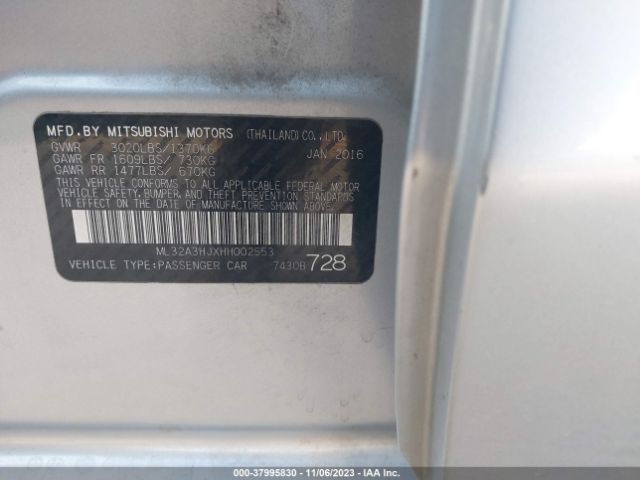 MFD.BY MITSUBISHI MOTORS (THAILAND) CO.,LTD.
GVWR 3020LBS/1370KG JAN 2016
GAWR FR 1609LBS/ 730KG
GAWR RR 1477LBS/ 670KG
THIS VEHICLE CONFORMS TO ALL APPLICABLE FEDERAL MOTOR
VEHICLE SAFETY, BUMPER, AND THEFT PREVENTION STANDARDS
IN EFFECT ON THE DATE OF MANUFACTURE SHOWN ABOVE.
ML32A3HJXHH002553
VEHICLE TYPE:PASSENGER CAR 7430B 728
000-37995830 - 11/06/2023 - IAA Inc.